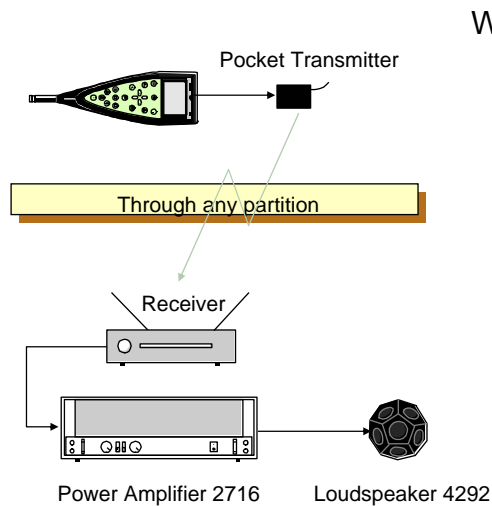 W
Pocket Transmitter
Through any partition
Receiver
Power Amplifier 2716
Loudspeaker 4292